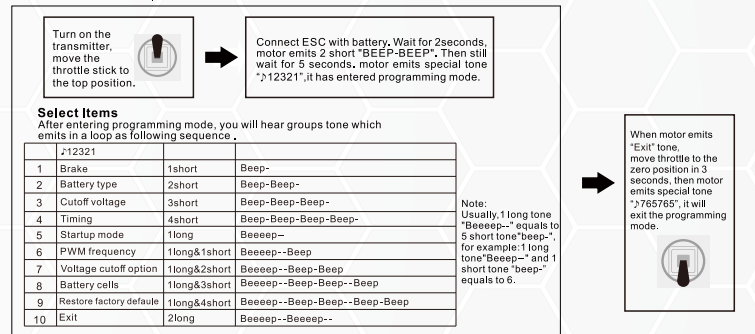 Turn on the
transmitter,
move the
throttle stick to
the top position.
Connect ESC with battery. Wait for 2seconds,
motor emits 2 short "BEEP-BEEP". Then still
wait for 5 seconds. motor emits special tone
“♪12321”,it has entered programming mode.
Select Items
After entering programming mode, you will hear groups tone which
emits in a loop as following sequence .
♪12321
1 Brake 1short Beep-
2 Battery type 2short Beep-Beep-
3 Cutoff voltage 3short Beep-Beep-Beep-
4 Timing 4short Beep-Beep-Beep-Beep-
5 Startup mode 1long Beeeep–
6 PWM frequency 1long&1short Beeeep--Beep
7 Voltage cutoff option 1long&2short Beeeep--Beep-Beep
8 Battery cells 1long&3short Beeeep--Beep-Beep--Beep
9 Restore factory defaule 1long&4short Beeeep--Beep-Beep--Beep-Beep
10 Exit 2long Beeeep--Beeeep--
Note:
Usually,1 long tone
"Beeeep--" equals to
5 short tone"beep-",
for example:1 long
tone"Beeep–" and 1
short tone “beep-”
equals to 6.
When motor emits
“Exit” tone,
move throttle to the
zero position in 3
seconds, then motor
emits special tone
“♪765765”, it will
exit the programming
mode.